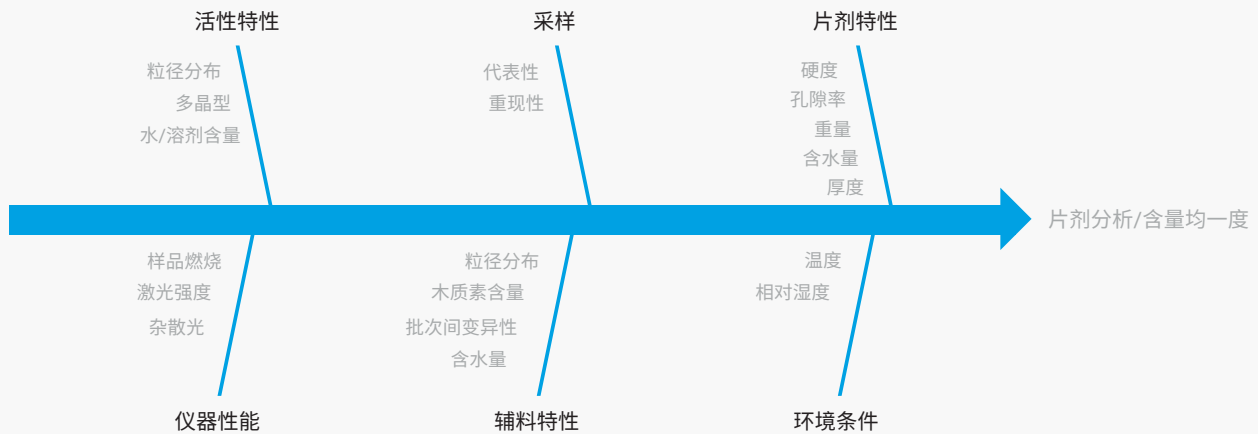 活性特性
粒径分布
多晶型
水/溶剂含量
采样
代表性
重现性
片剂特性
硬度
孔隙率
重量
含水量
厚度
片剂分析/含量均一度
样品燃烧
激光强度
杂散光
仪器性能
粒径分布
木质素含量
批次间变异性
含水量
辅料特性
温度
相对湿度
环境条件